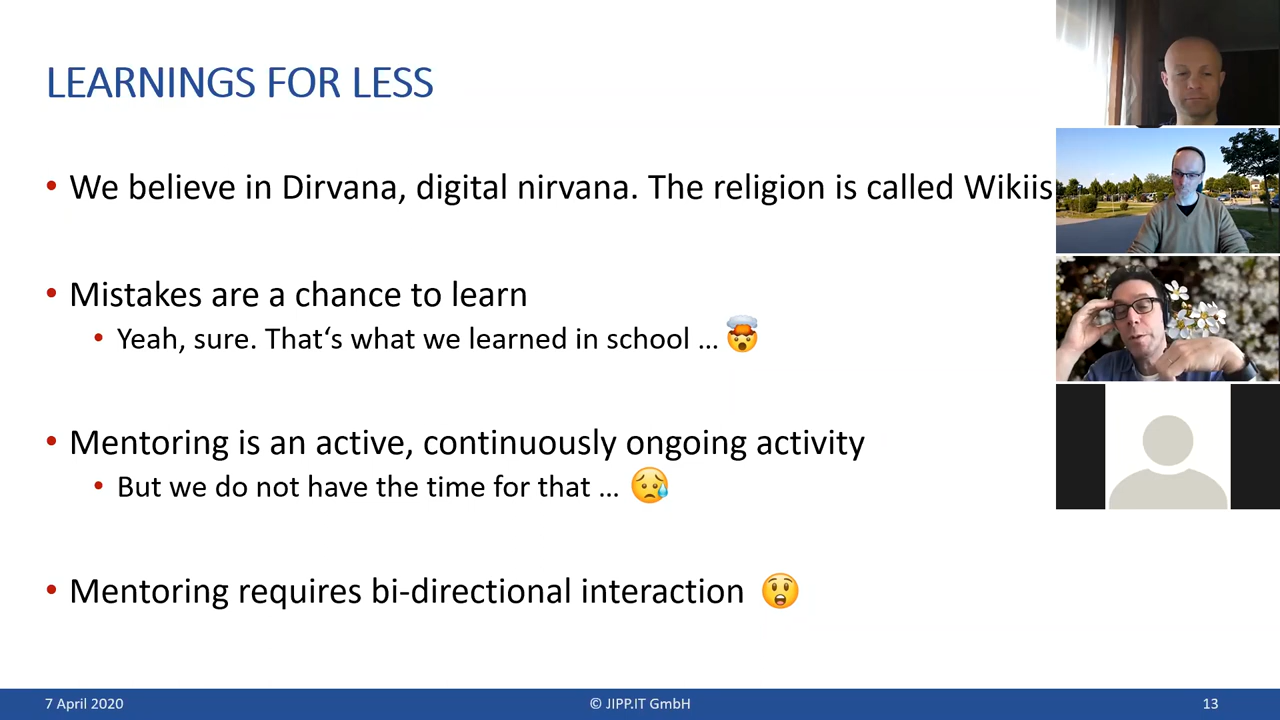 LEARNINGS FOR LESS
• We believe in Dirvana, digital nirvana. The religion is called Wikiis
• Mistakes are a chance to learn
• Yeah, sure. That‘s what we learned in school … 🤯
• Mentoring is an active, continuously ongoing activity
• But we do not have the time for that … 😥
• Mentoring requires bi-directional interaction 😲
7 April 2020
© JIPP.IT GmbH
13